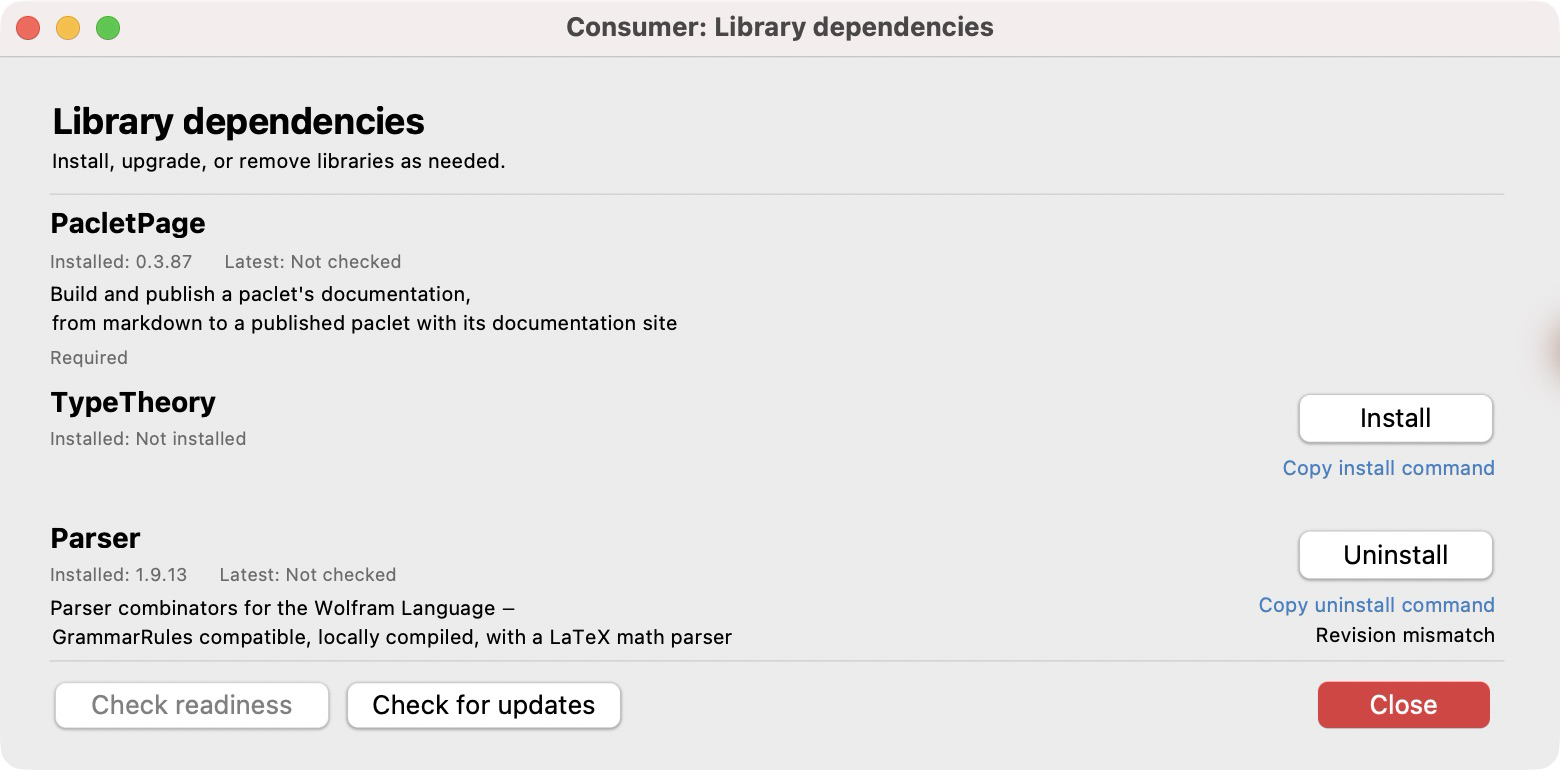 Consumer: Library dependencies
Library dependencies
Install, upgrade, or remove libraries as needed.
PacletPage
Installed: 0.3.87 Latest: Not checked
Build and publish a paclet's documentation,
from markdown to a published paclet with its documentation site
Required
TypeTheory
Installed: Not installed
Install
Copy install command
Parser
Installed: 1.9.13 Latest: Not checked
Parser combinators for the Wolfram Language —
GrammarRules compatible, locally compiled, with a LaTeX math parser
Uninstall
Copy uninstall command
Revision mismatch
Check readiness
Check for updates
Close